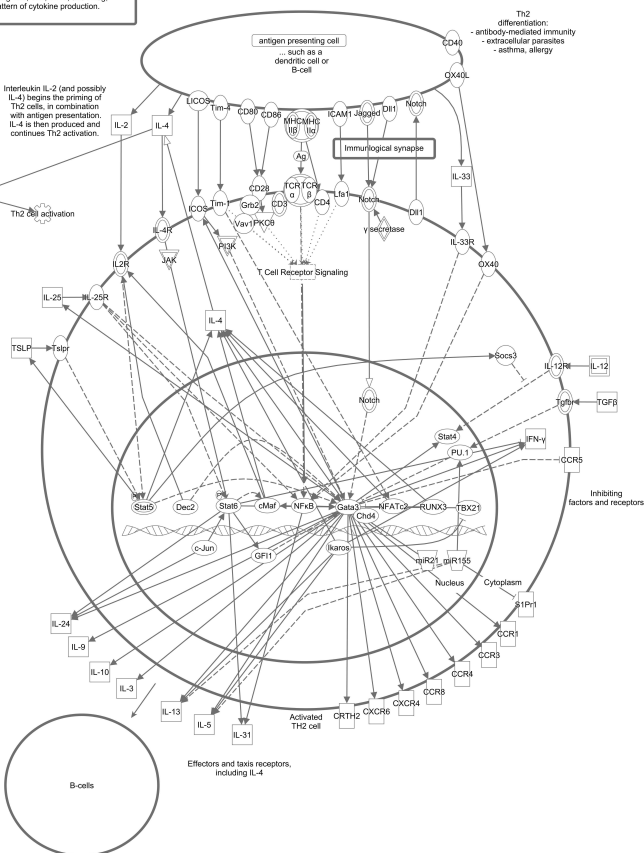 attern of cytokine production.
Th2
differentiation:
- antibody-mediated immunity
- extracellular parasites
- asthma, allergy
antigen presenting cell
... such as a
dendritic cell or
B-cell
CD40
OX40L
Interleukin IL-2 (and possibly
IL-4) begins the priming of
Th2 cells, in combination
with antigen presentation.
IL-4 is then produced and
continues Th2 activation.
LICOS
Tim-4
CD80
CD86
MHC
IIβ
MHC
IIα
ICAM1
Jagged
Dll1
Notch
IL-2
IL-4
Ag
Immunological synapse
IL-33
Th2 cell activation
CD28
TCR
α
TCR
β
ICOS
Tim-1
Grb2
CD3
CD4
Lfa1
Notch
Dll1
Vav1
PKCθ
γ secretase
IL-4R
JAK
PI3K
IL-33R
IL2R
T Cell Receptor Signaling
OX40
IL-25
IL-25R
IL-4
TSLP
Tslpr
Socs3
IL-12R
IL-12
Notch
Tgfbr
TGFβ
Stat4
IFN-γ
PU.1
CCR5
Inhibiting
factors and receptors
P
Stat5
Dec2
P
Stat6
cMaf
NFκB
Gata3
Chd4
NFATc2
RUNX3
TBX21
c-Jun
GFI1
Ikaros
miR21
miR155
Nucleus
Cytoplasm
S1Pr1
IL-24
IL-9
IL-10
IL-3
IL-13
IL-5
IL-31
Activated
TH2 cell
CRTH2
CXCR6
CXCR4
CCR8
CCR4
CCR3
CCR1
Effectors and taxis receptors,
including IL-4
B-cells